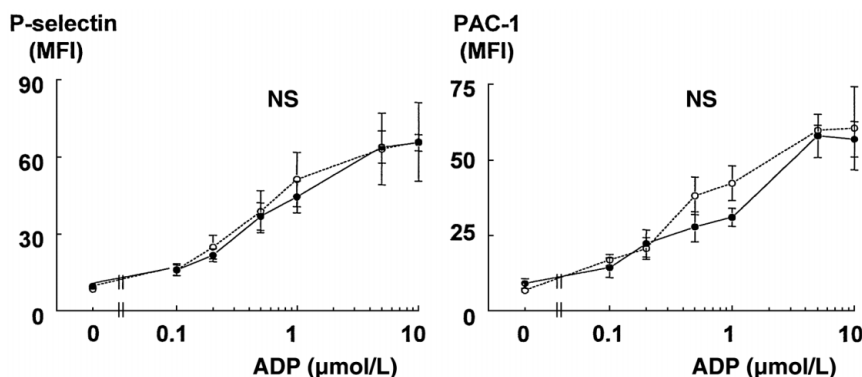 P-selectin
(MFI)
90
60
30
0
NS
0 0.1 1 10
ADP (µmol/L)
PAC-1
(MFI)
75
50
25
0
NS
0 0.1 1 10
ADP (µmol/L)